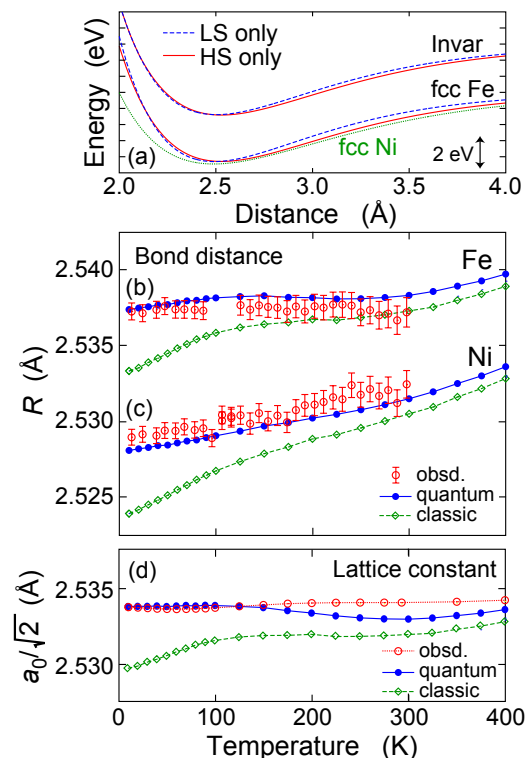 LS only
HS only
Invar
fcc Fe
fcc Ni
2 eV
(a)
Energy (eV)
2.0 2.5 3.0 3.5 4.0
Distance (Å)
Bond distance
Fe
(b)
Ni
(c)
2.540
2.535
2.530
2.525
R (Å)
obsd.
quantum
classic
(d)
Lattice constant
2.535
2.530
a₀/√2 (Å)
obsd.
quantum
classic
0 100 200 300 400
Temperature (K)